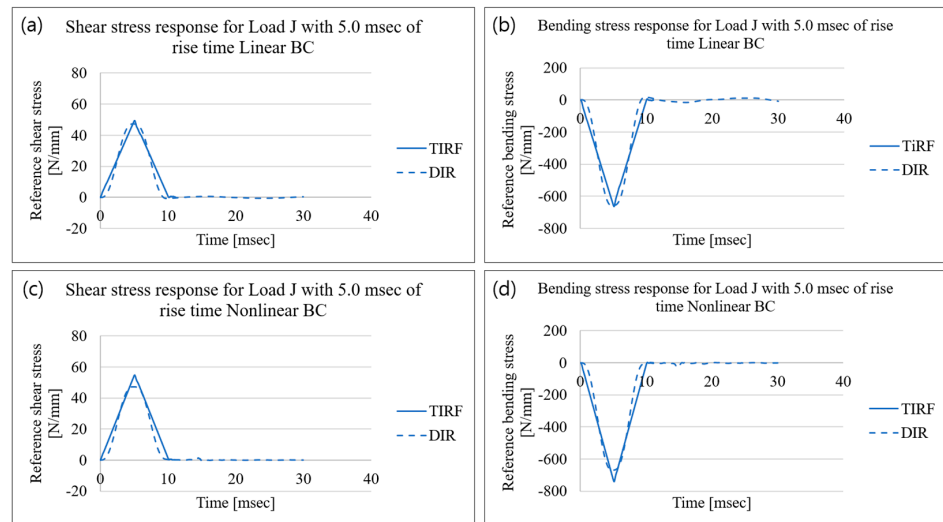 (a)
Shear stress response for Load J with 5.0 msec of
rise time Linear BC
Reference shear stress
[N/mm]
80
60
40
20
0
-20
0
10
20
30
40
Time [msec]
TIRF
DIR
(b)
Bending stress response for Load J with 5.0 msec of rise
time Linear BC
Reference bending stress
[N/mm]
200
0
-200
-400
-600
-800
0
10
20
30
40
Time [msec]
TiRF
DIR
(c)
Shear stress response for Load J with 5.0 msec of
rise time Nonlinear BC
Reference shear stress
[N/mm]
80
60
40
20
0
-20
0
10
20
30
40
Time [msec]
TIRF
DIR
(d)
Bending stress response for Load J with 5.0 msec of rise
time Nonlinear BC
Reference bending stress
[N/mm]
200
0
-200
-400
-600
-800
0
10
20
30
40
Time [msec]
TIRF
DIR